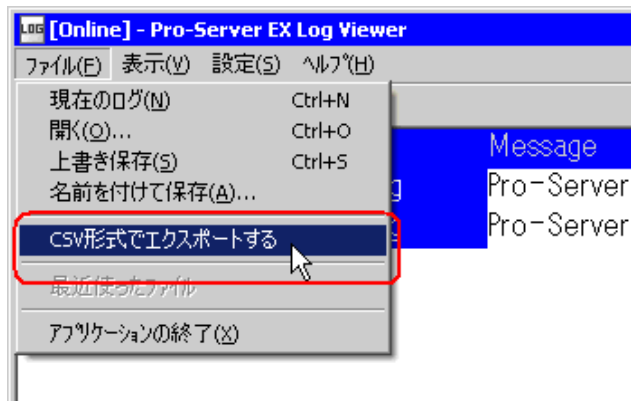 LOG [Online] - Pro-Server EX Log Viewer
ファイル(F) 表示(V) 設定(S) ヘルプ(H)
現在のログ(N) Ctrl+N
開く(O)... Ctrl+O
上書き保存(S) Ctrl+S
名前を付けて保存(A)...
CSV形式でエクスポートする
最近使ったファイル
アプリケーションの終了(X)
Message
g Pro-Server
Pro-Server